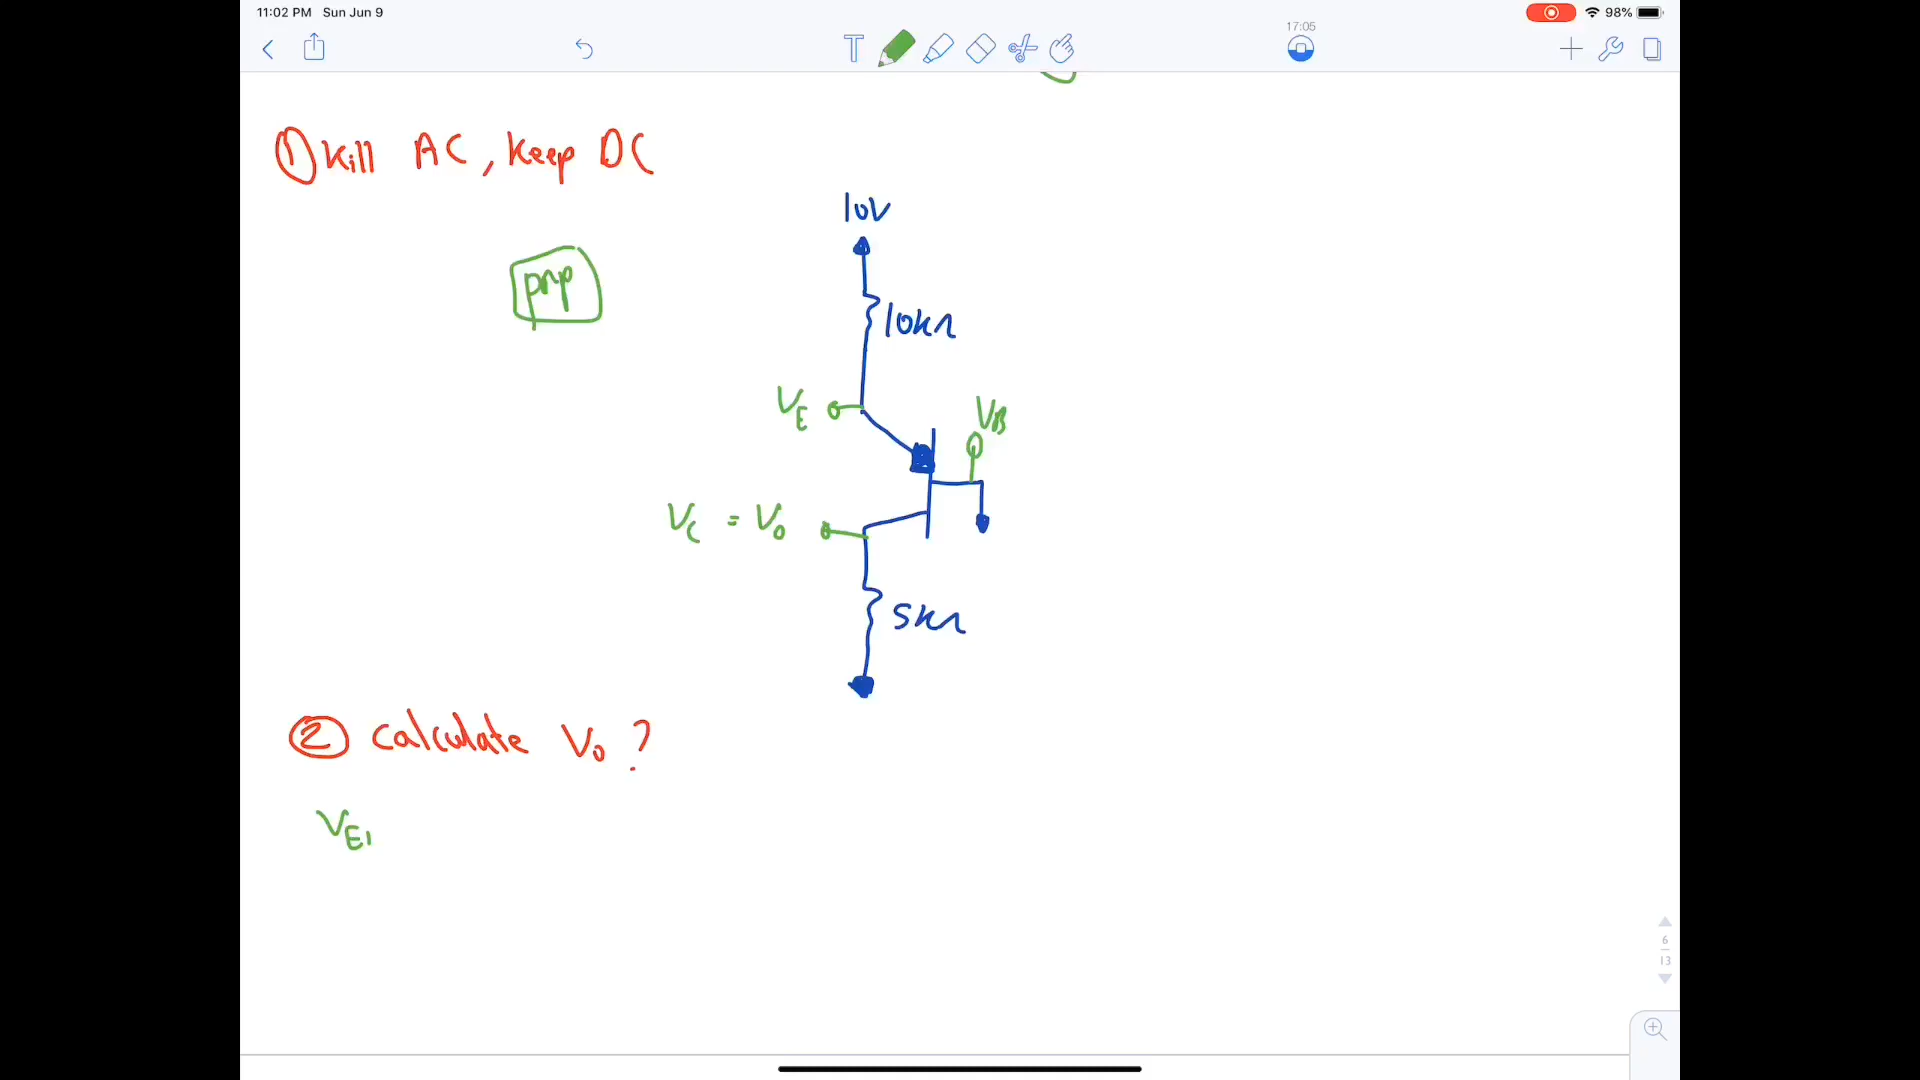 11:02 PM Sun Jun 9
98%
17:05
① Kill AC, Keep DC
10V
pnp
10kΩ
VE
VB
VC = Vo
5kΩ
② Calculate Vo ?
VE
6
13